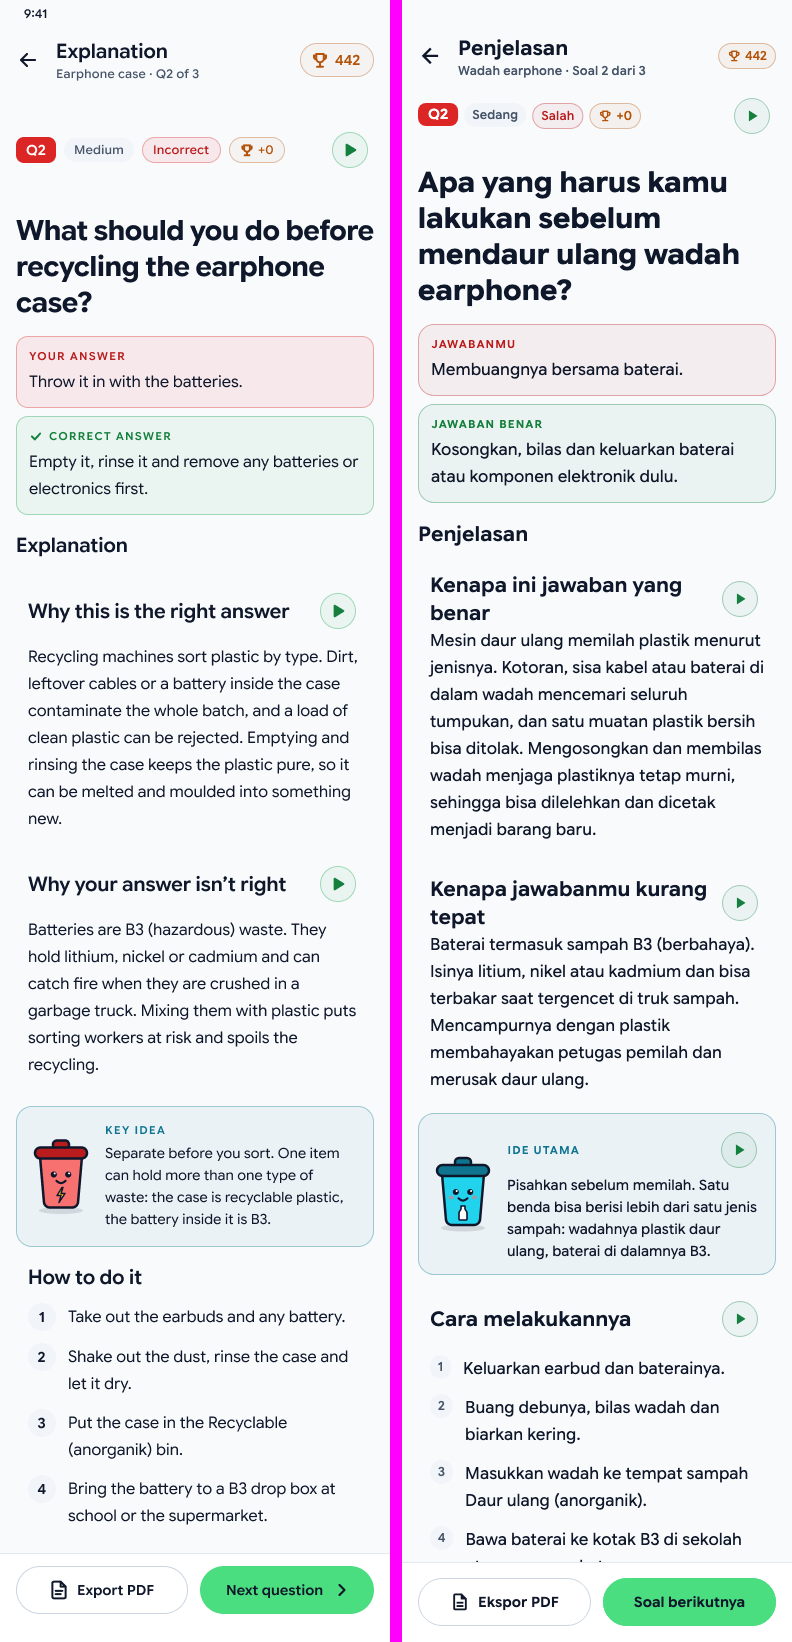 9:41
Explanation
Earphone case · Q2 of 3
442
Q2
Medium
Incorrect
+0
What should you do before
recycling the earphone
case?
YOUR ANSWER
Throw it in with the batteries.
CORRECT ANSWER
Empty it, rinse it and remove any batteries or
electronics first.
Explanation
Why this is the right answer
Recycling machines sort plastic by type. Dirt,
leftover cables or a battery inside the case
contaminate the whole batch, and a load of
clean plastic can be rejected. Emptying and
rinsing the case keeps the plastic pure, so it
can be melted and moulded into something
new.
Why your answer isn’t right
Batteries are B3 (hazardous) waste. They
hold lithium, nickel or cadmium and can
catch fire when they are crushed in a
garbage truck. Mixing them with plastic puts
sorting workers at risk and spoils the
recycling.
KEY IDEA
Separate before you sort. One item
can hold more than one type of
waste: the case is recyclable plastic,
the battery inside it is B3.
How to do it
1 Take out the earbuds and any battery.
2 Shake out the dust, rinse the case and
let it dry.
3 Put the case in the Recyclable
(anorganik) bin.
4 Bring the battery to a B3 drop box at
school or the supermarket.
Export PDF
Next question
Penjelasan
Wadah earphone · Soal 2 dari 3
442
Q2
Sedang
Salah
+0
Apa yang harus kamu
lakukan sebelum
mendaur ulang wadah
earphone?
JAWABANMU
Membuangnya bersama baterai.
JAWABAN BENAR
Kosongkan, bilas dan keluarkan baterai
atau komponen elektronik dulu.
Penjelasan
Kenapa ini jawaban yang
benar
Mesin daur ulang memilah plastik menurut
jenisnya. Kotoran, sisa kabel atau baterai di
dalam wadah mencemari seluruh
tumpukan, dan satu muatan plastik bersih
bisa ditolak. Mengosongkan dan membilas
wadah menjaga plastiknya tetap murni,
sehingga bisa dilelehkan dan dicetak
menjadi barang baru.
Kenapa jawabanmu kurang
tepat
Baterai termasuk sampah B3 (berbahaya).
Isinya litium, nikel atau kadmium dan bisa
terbakar saat tergencet di truk sampah.
Mencampurnya dengan plastik
membahayakan petugas pemilah dan
merusak daur ulang.
IDE UTAMA
Pisahkan sebelum memilah. Satu
benda bisa berisi lebih dari satu jenis
sampah: wadahnya plastik daur
ulang, baterai di dalamnya B3.
Cara melakukannya
1 Keluarkan earbud dan baterainya.
2 Buang debunya, bilas wadah dan
biarkan kering.
3 Masukkan wadah ke tempat sampah
Daur ulang (anorganik).
4 Bawa baterai ke kotak B3 di sekolah
Ekspor PDF
Soal berikutnya